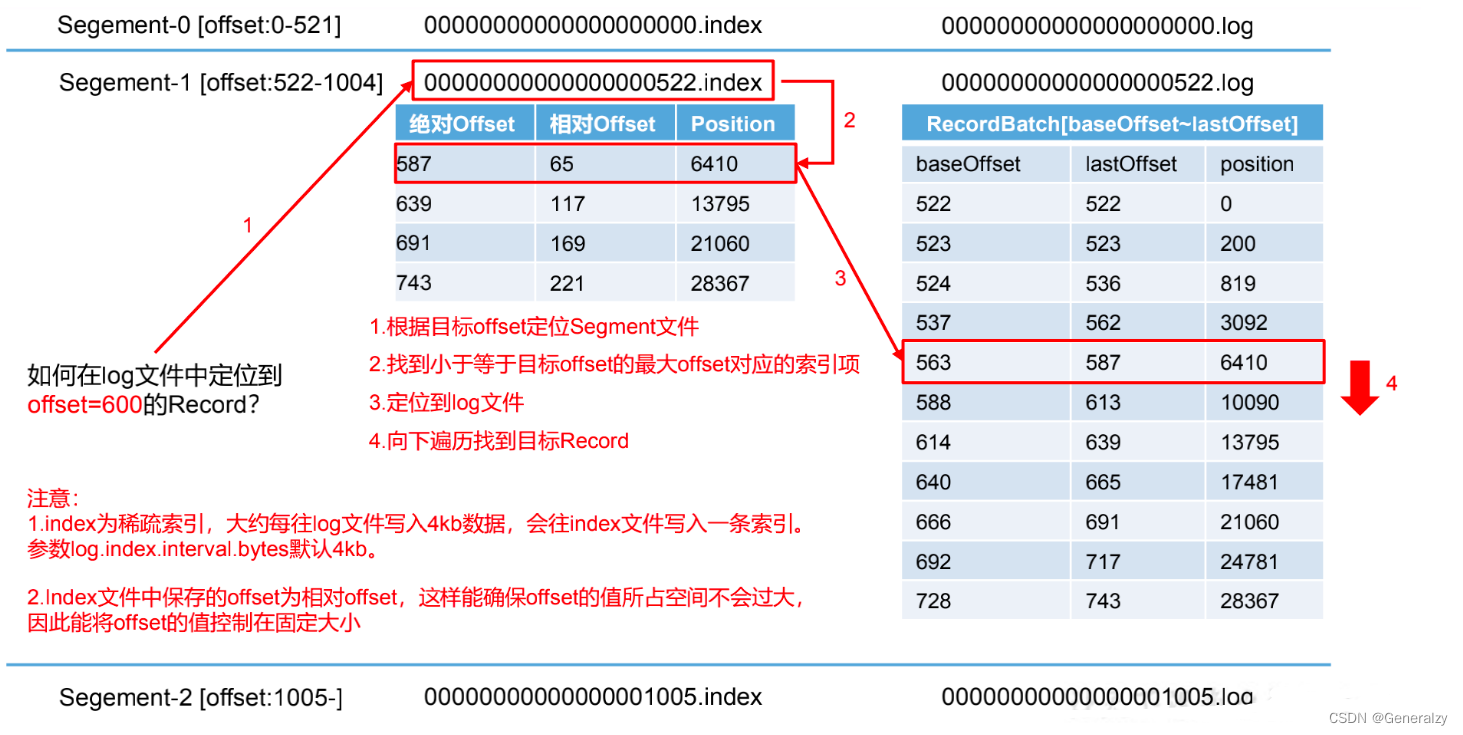 Segement-0 [offset:0-521] 00000000000000000000.index 00000000000000000000.log
Segement-1 [offset:522-1004] 00000000000000000522.index 00000000000000000522.log
绝对Offset 相对Offset Position
587 65 6410
639 117 13795
691 169 21060
743 221 28367
RecordBatch[baseOffset~lastOffset]
baseOffset lastOffset position
522 522 0
523 523 200
524 536 819
537 562 3092
563 587 6410
588 613 10090
614 639 13795
640 665 17481
666 691 21060
692 717 24781
728 743 28367
1
2
3
4
如何在log文件中定位到
offset=600的Record?
1.根据目标offset定位Segment文件
2.找到小于等于目标offset的最大offset对应的索引项
3.定位到log文件
4.向下遍历找到目标Record
注意：
1.index为稀疏索引，大约每往log文件写入4kb数据，会往index文件写入一条索引。
参数log.index.interval.bytes默认4kb。
2.Index文件中保存的offset为相对offset，这样能确保offset的值所占空间不会过大，
因此能将offset的值控制在固定大小
Segement-2 [offset:1005-] 00000000000000001005.index 00000000000000001005.log
CSDN @Generalzy